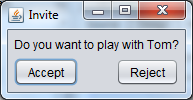 Invite
Do you want to play with Tom?
Accept
Reject